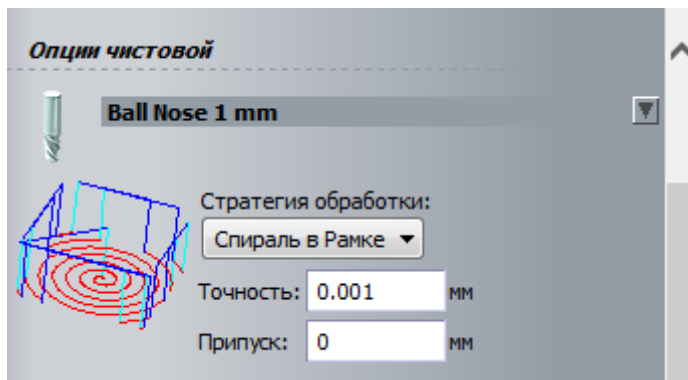 Опции чистовой
Ball Nose 1 mm
Стратегия обработки:
Спираль в Рамке
Точность: 0.001 мм
Припуск: 0 мм